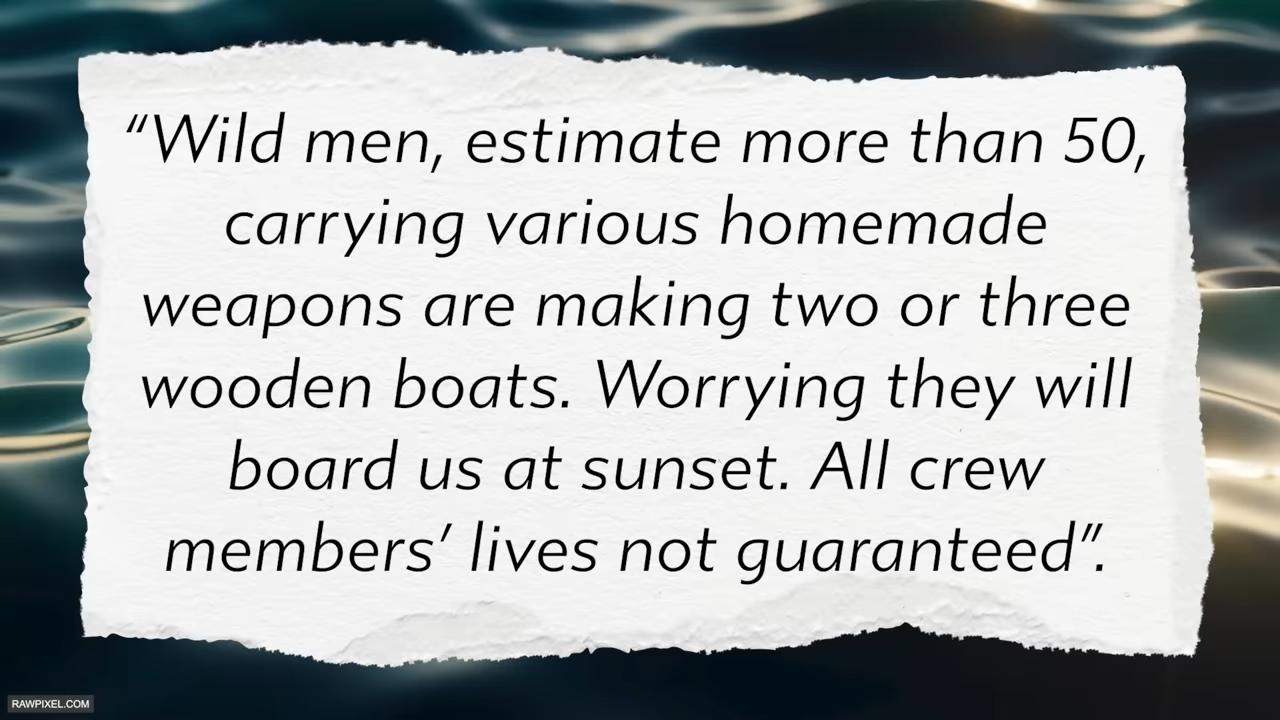 “Wild men, estimate more than 50,
carrying various homemade
weapons are making two or three
wooden boats. Worrying they will
board us at sunset. All crew
members’ lives not guaranteed”.
RAWPIXEL.COM